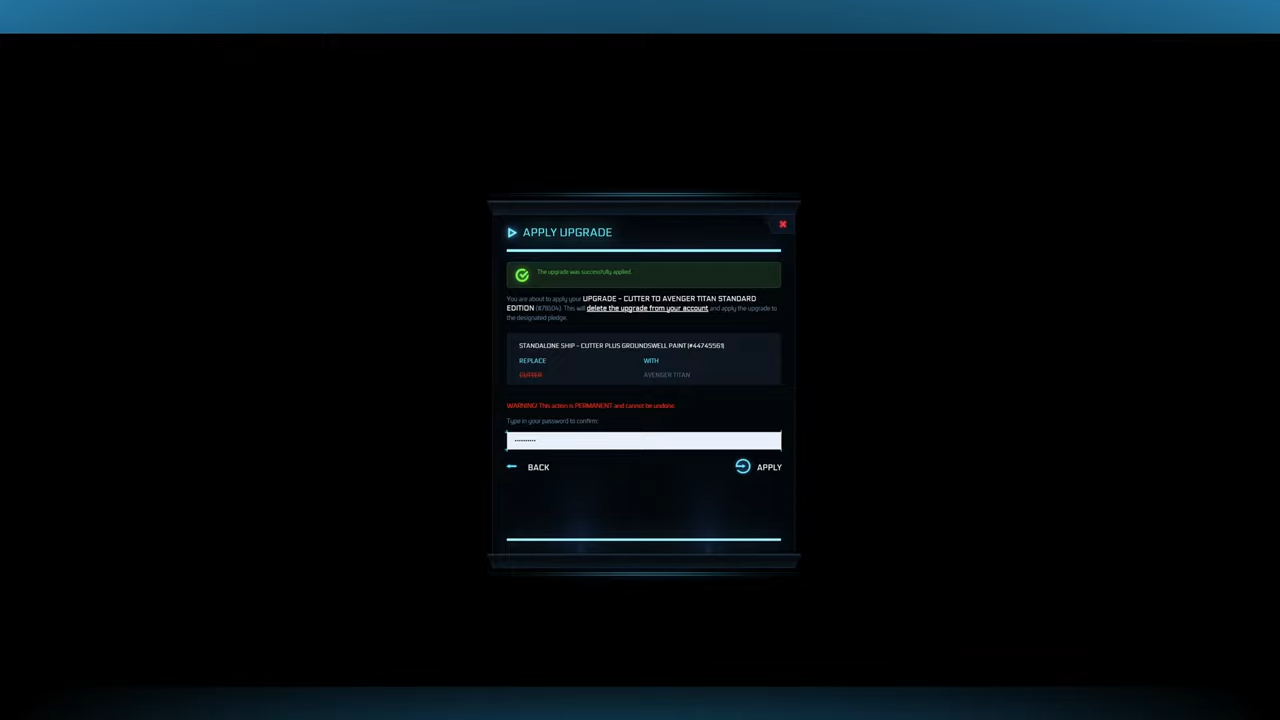 APPLY UPGRADE
The upgrade was successfully applied.
You are about to apply your UPGRADE - CUTTER TO AVENGER TITAN STANDARD
EDITION This will delete the upgrade from your account and apply the upgrade to
the designated pledge.
STANDALONE SHIP - CUTTER PLUS GROUNDSWELL PAINT (#44745561)
REPLACE WITH
CUTTER AVENGER TITAN
WARNING! This action is PERMANENT and cannot be undone.
Type in your password to confirm:
BACK APPLY